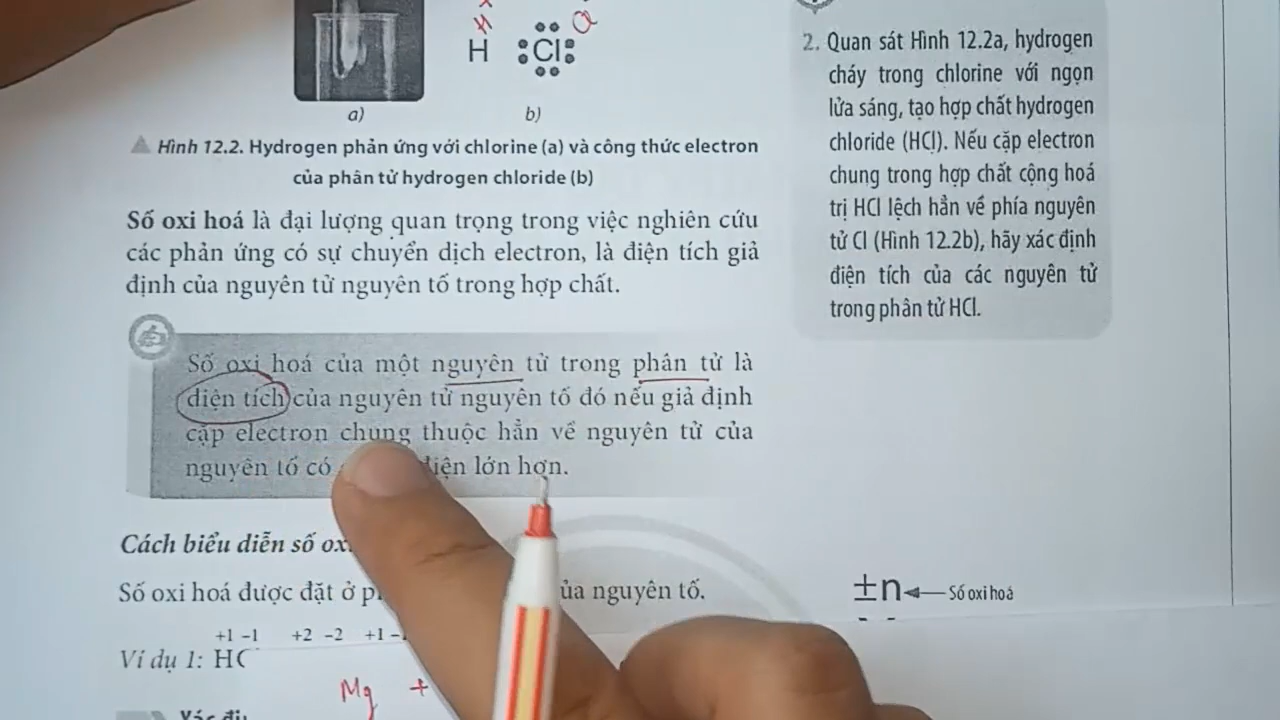 H :Cl:
a) b)
Hình 12.2. Hydrogen phản ứng với chlorine (a) và công thức electron
của phân tử hydrogen chloride (b)
Số oxi hoá là đại lượng quan trọng trong việc nghiên cứu
các phản ứng có sự chuyển dịch electron, là điện tích giả
định của nguyên tử nguyên tố trong hợp chất.
Số oxi hoá của một nguyên tử trong phân tử là
điện tích của nguyên tử nguyên tố đó nếu giả định
cặp electron chung thuộc hẳn về nguyên tử của
nguyên tố có điện lớn hơn.
Cách biểu diễn số
Số oxi hoá được đặt ở của nguyên tố.
+1 –1 +2 –2 +1
Ví dụ 1:
Mg +
2. Quan sát Hình 12.2a, hydrogen
cháy trong chlorine với ngọn
lửa sáng, tạo hợp chất hydrogen
chloride (HCl). Nếu cặp electron
chung trong hợp chất cộng hoá
trị HCl lệch hẳn về phía nguyên
tử Cl (Hình 12.2b), hãy xác định
điện tích của các nguyên tử
trong phân tử HCl.
±n Số oxi hoá